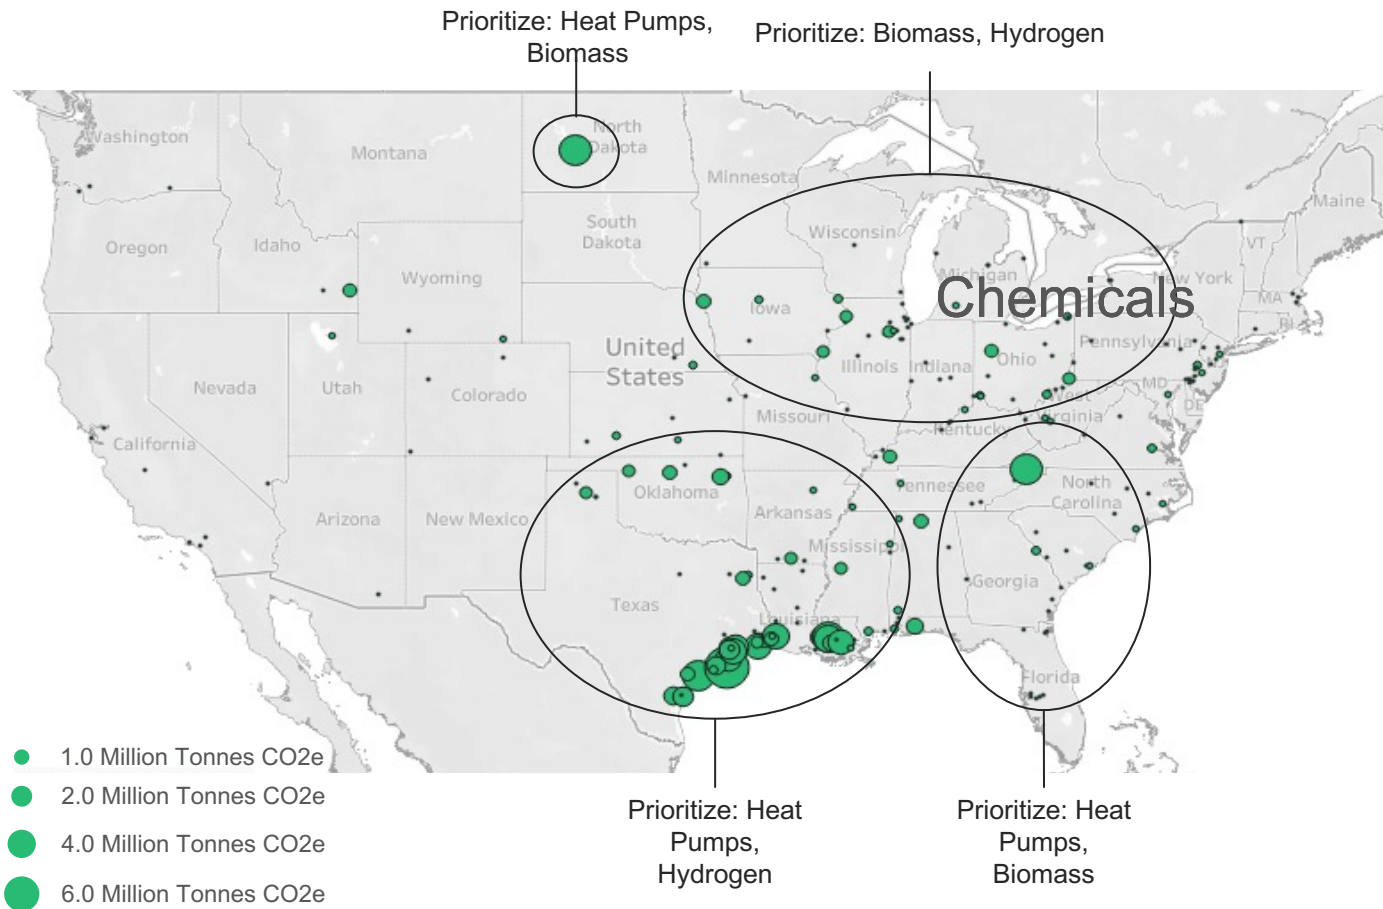 Prioritize: Heat Pumps,
Biomass
Prioritize: Biomass, Hydrogen
Washington
Montana
North
Dakota
Minnesota
Maine
Oregon
Idaho
South
Dakota
Wisconsin
VT
Wyoming
Michigan
New York
Chemicals
MA
RI
Iowa
United
States
Pennsylvania
Nevada
Utah
Colorado
Illinois
Indiana
Ohio
MD
DE
California
Missouri
West
Virginia
Kentucky
Oklahoma
Tennessee
North
Carolina
Arizona
New Mexico
Arkansas
Mississippi
Texas
Georgia
Louisiana
Florida
1.0 Million Tonnes CO2e
2.0 Million Tonnes CO2e
4.0 Million Tonnes CO2e
6.0 Million Tonnes CO2e
Prioritize: Heat
Pumps,
Hydrogen
Prioritize: Heat
Pumps,
Biomass